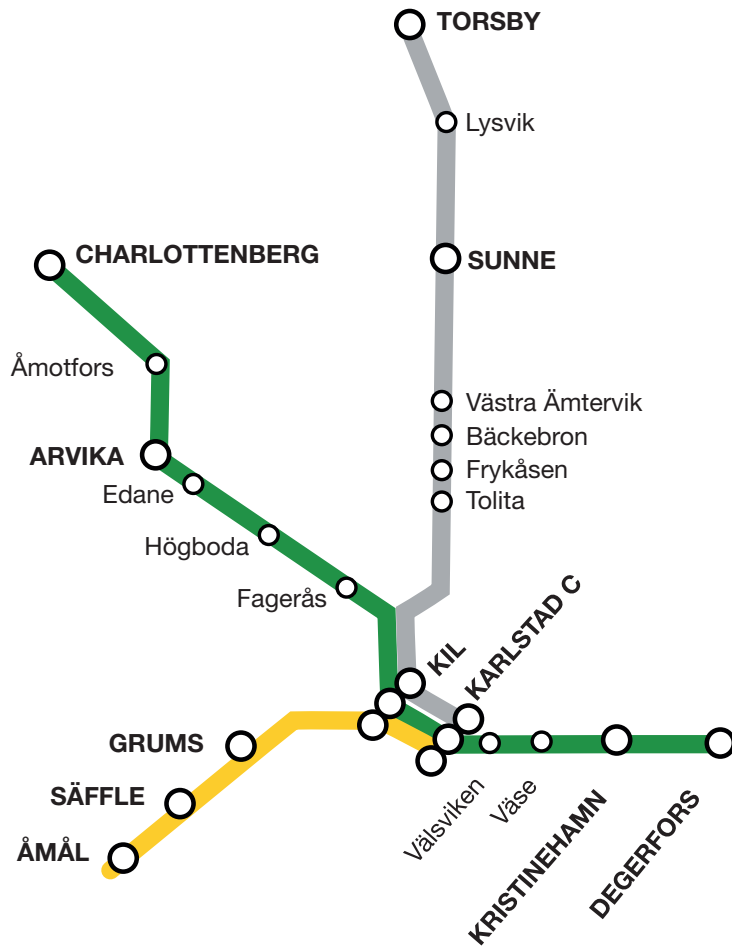 TORSBY
Lysvik
CHARLOTTENBERG
SUNNE
Åmotfors
Västra Ämtervik
Bäckebron
ARVIKA
Frykåsen
Edane
Tolita
Högboda
Fagerås
KIL
KARLSTAD C
GRUMS
SÄFFLE
ÅMÅL
Välsviken
Väse
KRISTINEHAMN
DEGERFORS